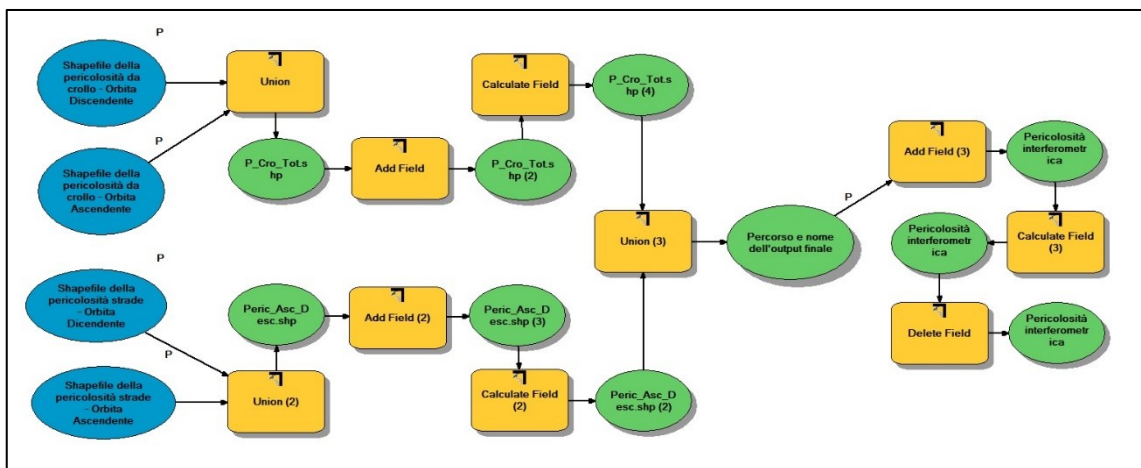 P
Shapefile della
pericolosità da
crollo - Orbita
Discendente
Union
P
Shapefile della
pericolosità da
crollo - Orbita
Ascendente
P_Cro_Tot.s
hp
Add Field
P_Cro_Tot.s
hp (2)
Calculate Field
P_Cro_Tot.s
hp (4)
P
Shapefile della
pericolosità strade
- Orbita
Dicendente
P
Shapefile della
pericolosità strade
- Orbita
Ascendente
Union (2)
Peric_Asc_D
esc.shp
Add Field (2)
Peric_Asc_D
esc.shp (3)
Calculate Field
(2)
Peric_Asc_D
esc.shp (2)
Union (3)
Percorso e nome
dell'output finale
P
Add Field (3)
Pericolosità
interferometr
ica
Calculate Field
(3)
Pericolosità
interferometr
ica
Delete Field
Pericolosità
interferometr
ica